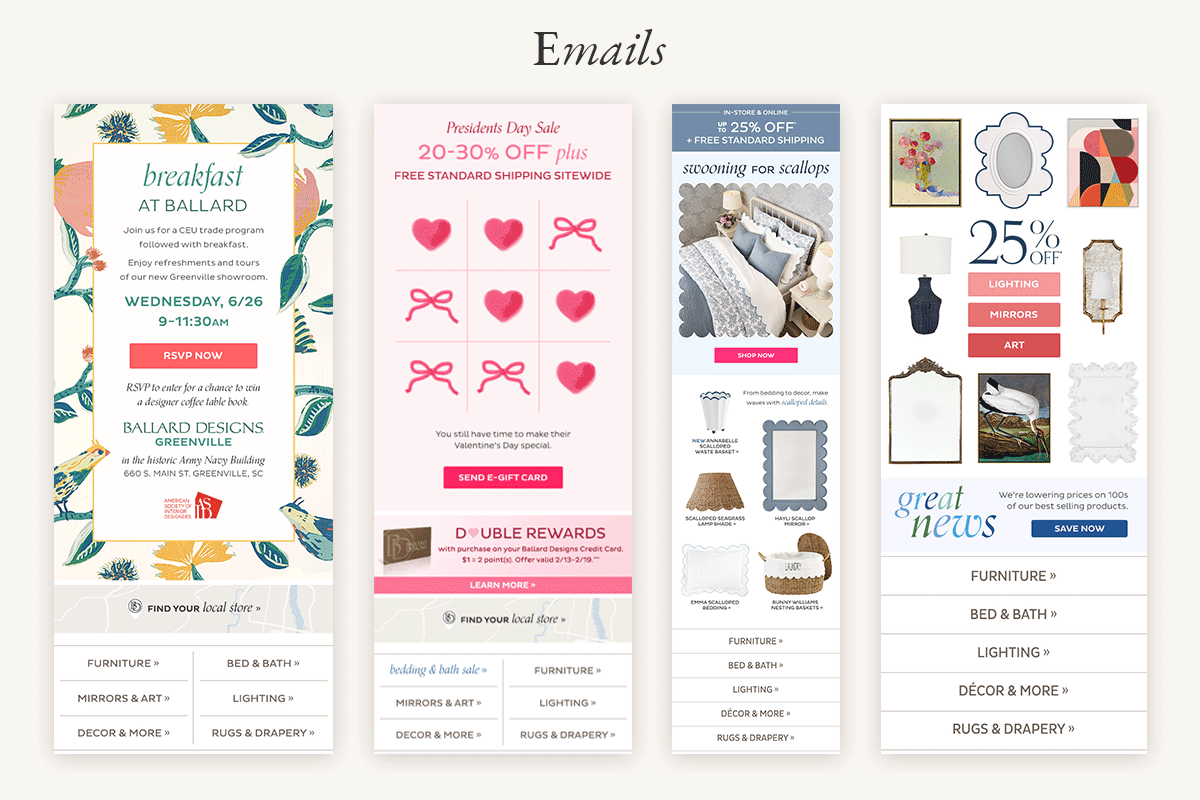 Emails
breakfast
AT BALLARD
Join us for a CEU trade program
followed with breakfast.
Enjoy refreshments and tours
of our new Greenville showroom.
WEDNESDAY, 6/26
9-11:30AM
RSVP NOW
RSVP to enter for a chance to win
a designer coffee table book.
BALLARD DESIGNS
GREENVILLE
in the historic Army Navy Building
660 S. MAIN ST. GREENVILLE, SC
AMERICAN
SOCIETY OF
INTERIOR
DESIGNERS
FIND YOUR local store »
FURNITURE »
BED & BATH »
MIRRORS & ART »
LIGHTING »
DECOR & MORE »
RUGS & DRAPERY »
Presidents Day Sale
20-30% OFF* plus
FREE STANDARD SHIPPING SITEWIDE
You still have time to make their
Valentine's Day special.
SEND E-GIFT CARD
BALLARD
DESIGNS
DOUBLE REWARDS
with purchase on your Ballard Designs Credit Card.
$1 = 2 point(s). Offer valid 2/13-2/19.***
LEARN MORE »
FIND YOUR local store »
bedding & bath sale »
FURNITURE »
MIRRORS & ART »
LIGHTING »
DECOR & MORE »
RUGS & DRAPERY »
IN-STORE & ONLINE
UP TO 25% OFF*
+ FREE STANDARD SHIPPING
swooning FOR scallops
SHOP NOW
From bedding to decor, make
waves with scalloped details.
NEW ANNABELLE
SCALLOPED
WASTE BASKET »
SCALLOPED SEAGRASS
LAMP SHADE »
HAYLI SCALLOP
MIRROR »
LAUNDRY
EMMA SCALLOPED
BEDDING »
BUNNY WILLIAMS
NESTING BASKETS »
FURNITURE »
BED & BATH »
LIGHTING »
DÉCOR & MORE »
RUGS & DRAPERY »
25% OFF*
LIGHTING
MIRRORS
ART
great
news
We're lowering prices on 100s
of our best selling products.
SAVE NOW
FURNITURE »
BED & BATH »
LIGHTING »
DÉCOR & MORE »
RUGS & DRAPERY »